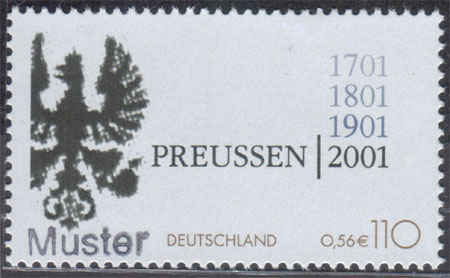 1701
1801
1901
PREUSSEN | 2001
Muster DEUTSCHLAND 0,56€ 110